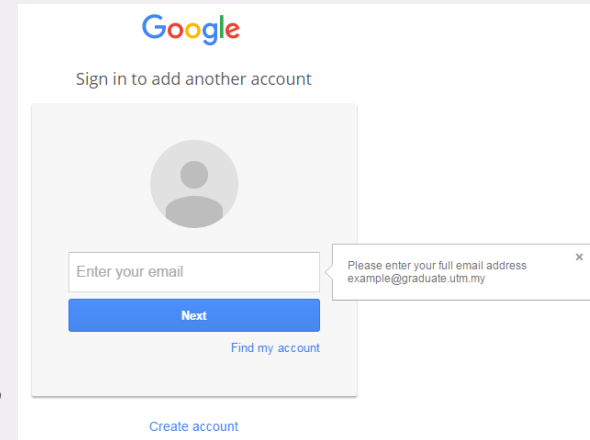 Google
Sign in to add another account
Enter your email
Please enter your full email address
example@graduate.utm.my
×
Next
Find my account
Create account